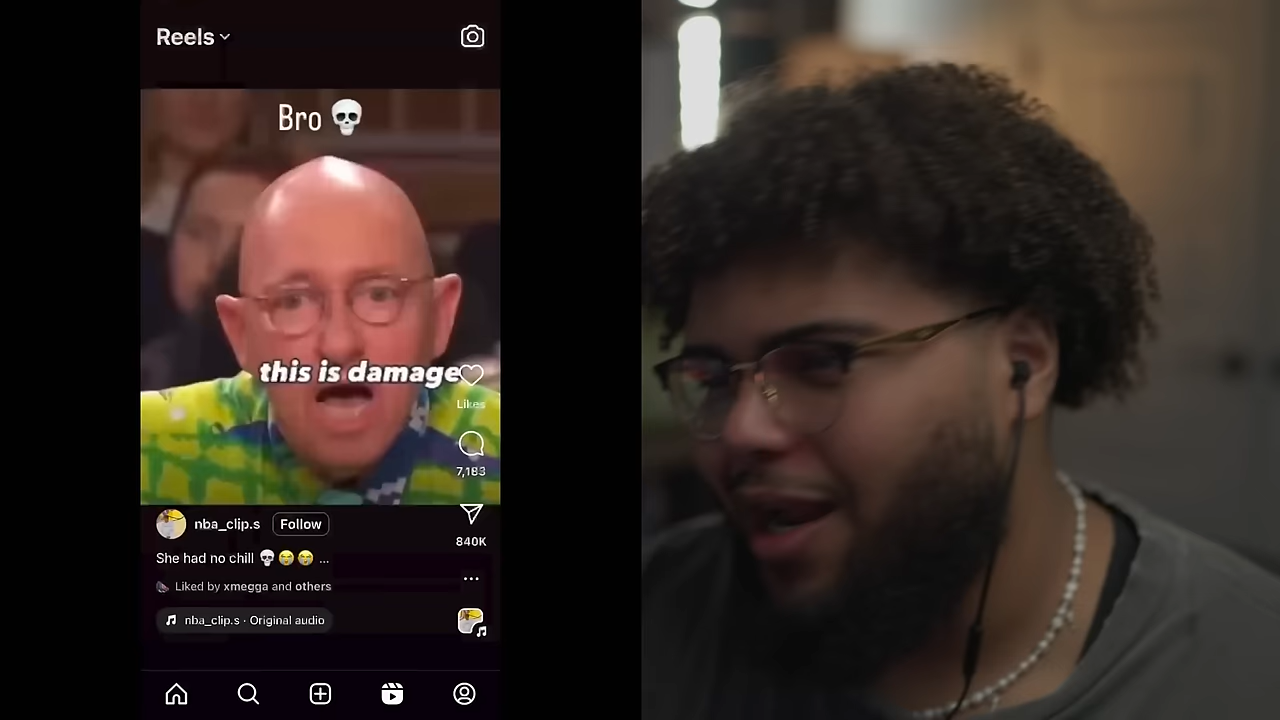 Reels
Bro 💀
this is damage
Likes
7,183
nba_clip.s Follow
840K
She had no chill 💀😭😭 ...
Liked by xmegga and others
nba_clip.s · Original audio